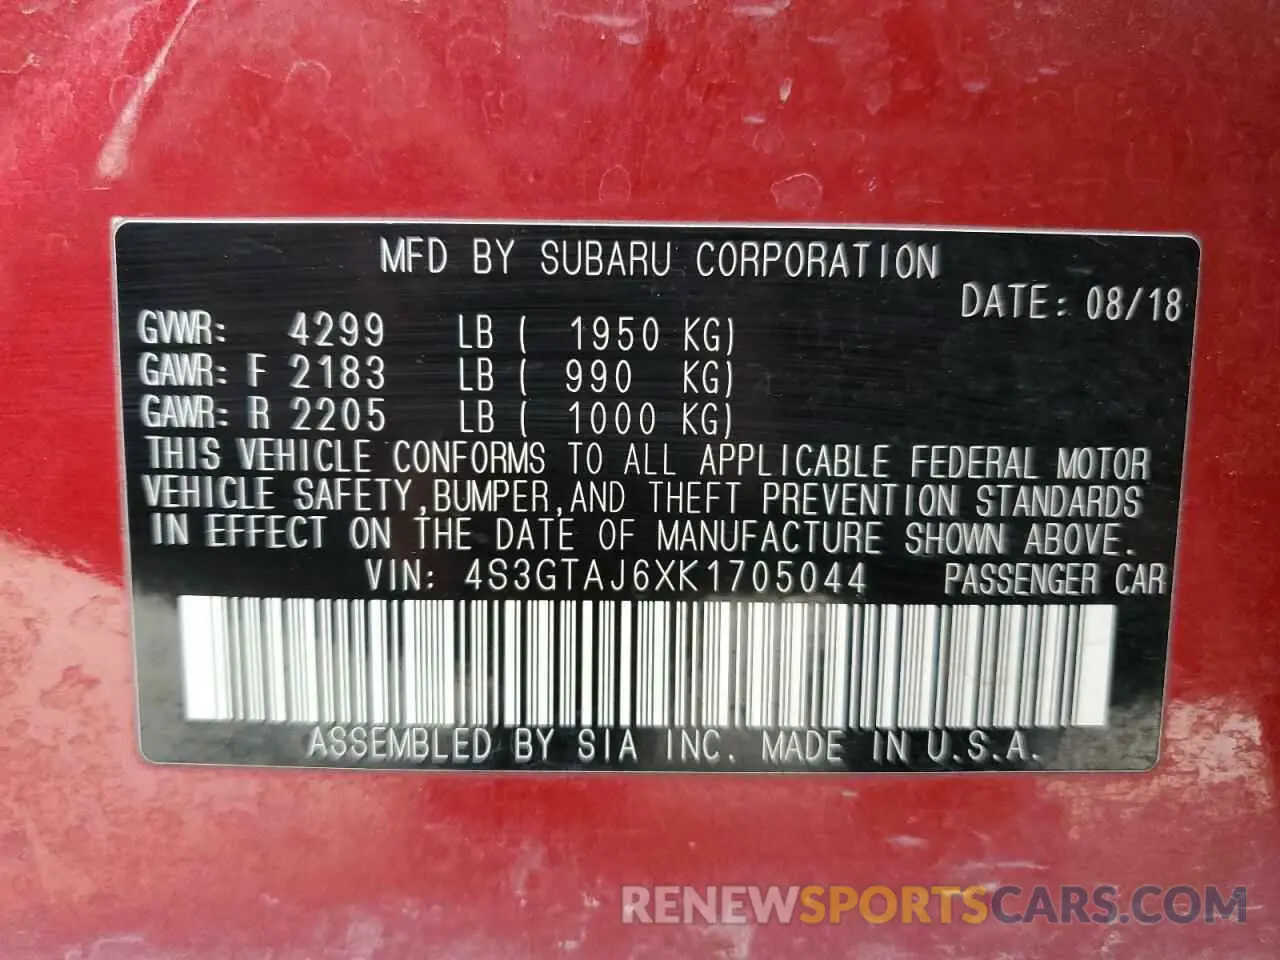 MFD BY SUBARU CORPORATION
DATE: 08/18
GVWR: 4299 LB ( 1950 KG)
GAWR: F 2183 LB ( 990 KG)
GAWR: R 2205 LB ( 1000 KG)
THIS VEHICLE CONFORMS TO ALL APPLICABLE FEDERAL MOTOR
VEHICLE SAFETY,BUMPER,AND THEFT PREVENTION STANDARDS
IN EFFECT ON THE DATE OF MANUFACTURE SHOWN ABOVE.
VIN: 4S3GTAJ6XK1705044 PASSENGER CAR
ASSEMBLED BY SIA INC. MADE IN U.S.A.
RENEWSPORTSCARS.COM